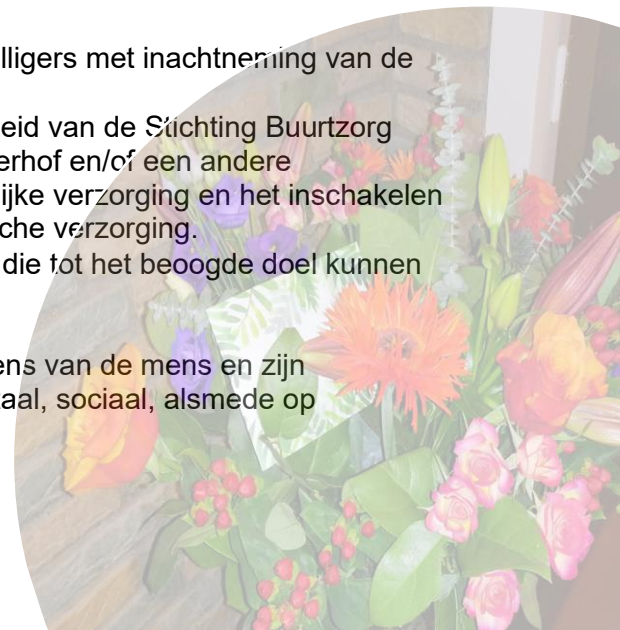 lligers met inachtneming van de
eid van de Stichting Buurtzorg
erhof en/of een andere
ijke verzorging en het inschakelen
che verzorging.
die tot het beoogde doel kunnen
ens van de mens en zijn
aal, sociaal, alsmede op